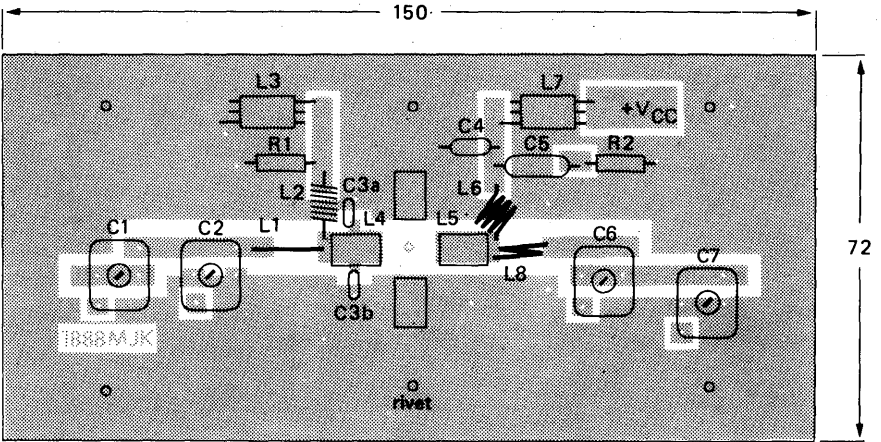 150
L3
L7
+VCC
C4
C5
R1
R2
L2
C3a
L6
C1
C2
L1
L4
L5
C6
C7
72
L8
C3b
1888MJK
rivet